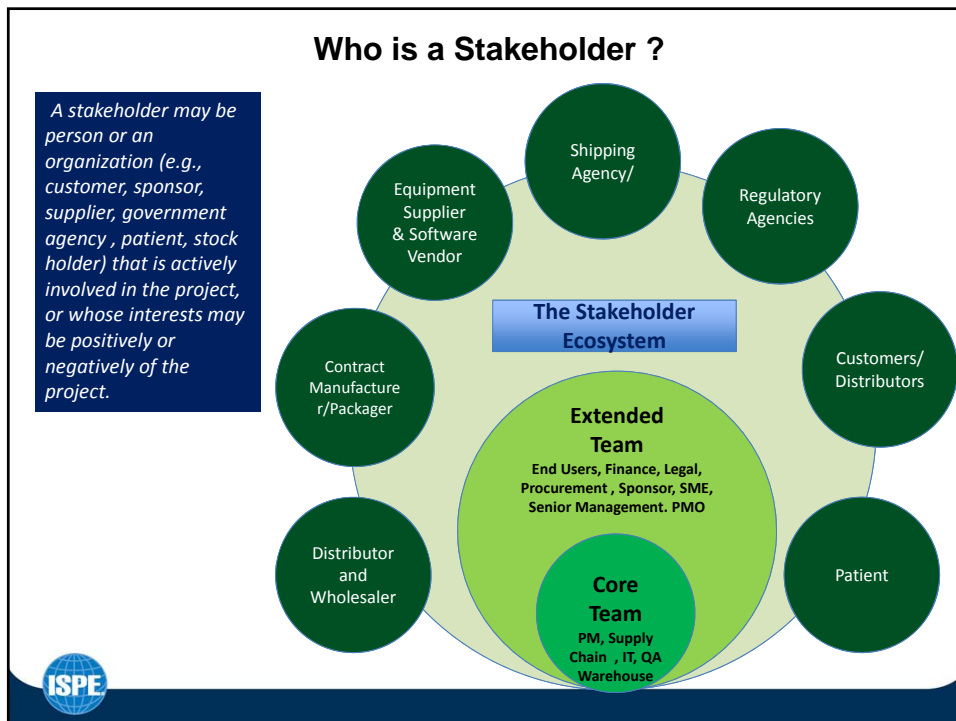 Who is a Stakeholder ?
A stakeholder may be
person or an
organization (e.g.,
customer, sponsor,
supplier, government
agency , patient, stock
holder) that is actively
involved in the project,
or whose interests may
be positively or
negatively of the
project.
Shipping
Agency/
Equipment
Supplier
& Software
Vendor
Regulatory
Agencies
The Stakeholder
Ecosystem
Contract
Manufacture
r/Packager
Customers/
Distributors
Extended
Team
End Users, Finance, Legal,
Procurement , Sponsor, SME,
Senior Management. PMO
Distributor
and
Wholesaler
Patient
Core
Team
PM, Supply
Chain , IT, QA
Warehouse
ISPE